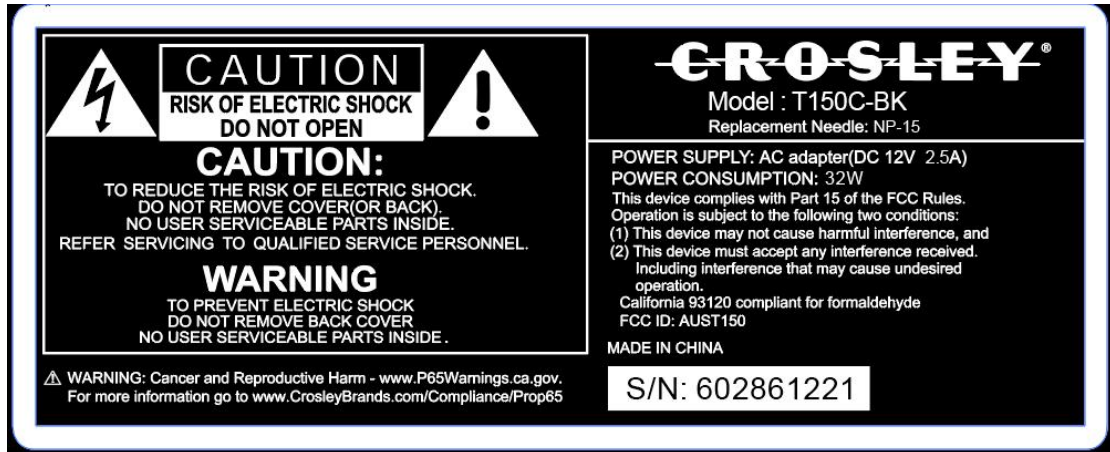 CAUTION
RISK OF ELECTRIC SHOCK
DO NOT OPEN
CAUTION:
TO REDUCE THE RISK OF ELECTRIC SHOCK.
DO NOT REMOVE COVER(OR BACK).
NO USER SERVICEABLE PARTS INSIDE.
REFER SERVICING TO QUALIFIED SERVICE PERSONNEL.
WARNING
TO PREVENT ELECTRIC SHOCK
DO NOT REMOVE BACK COVER
NO USER SERVICEABLE PARTS INSIDE.
⚠ WARNING: Cancer and Reproductive Harm - www.P65Warnings.ca.gov.
For more information go to www.CrosleyBrands.com/Compliance/Prop65
CROSLEY®
Model : T150C-BK
Replacement Needle: NP-15
POWER SUPPLY: AC adapter(DC 12V 2.5A)
POWER CONSUMPTION: 32W
This device complies with Part 15 of the FCC Rules.
Operation is subject to the following two conditions:
(1) This device may not cause harmful interference, and
(2) This device must accept any interference received.
Including interference that may cause undesired
operation.
California 93120 compliant for formaldehyde
FCC ID: AUST150
MADE IN CHINA
S/N: 602861221